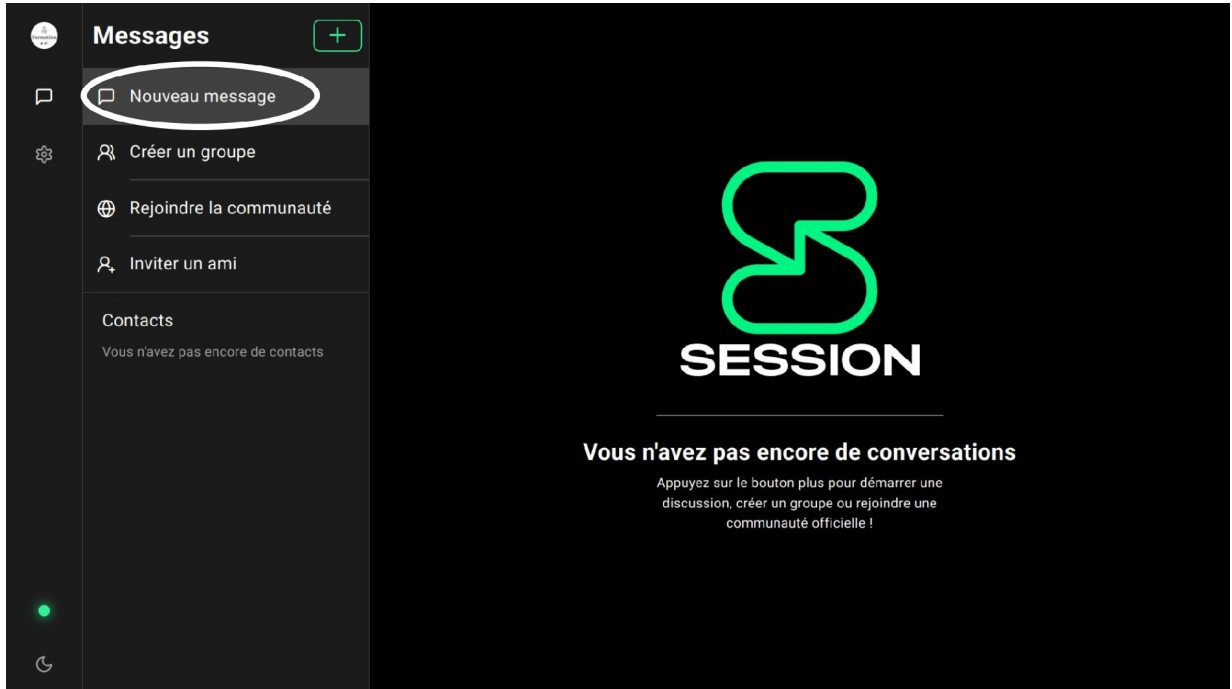 Formation
Messages
Nouveau message
Créer un groupe
Rejoindre la communauté
Inviter un ami
Contacts
Vous n'avez pas encore de contacts
SESSION
Vous n'avez pas encore de conversations
Appuyez sur le bouton plus pour démarrer une
discussion, créer un groupe ou rejoindre une
communauté officielle !